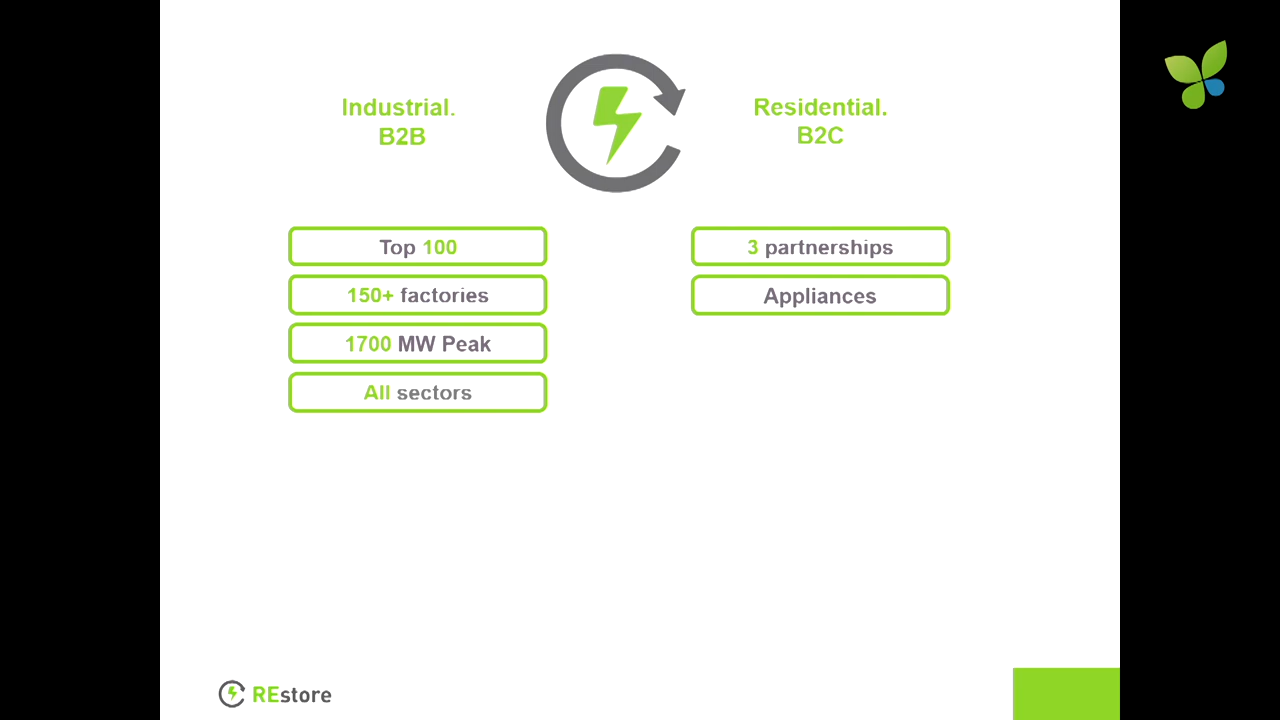 Industrial.
B2B
Top 100
150+ factories
1700 MW Peak
All sectors
Residential.
B2C
3 partnerships
Appliances
REstore